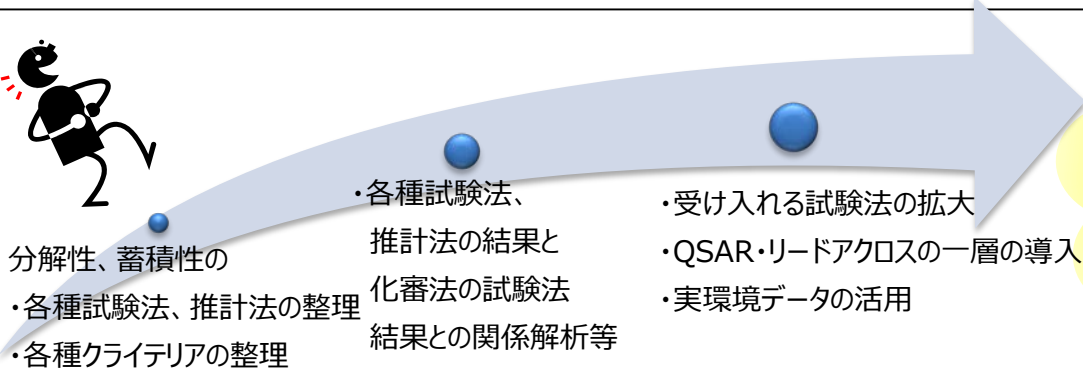 分解性、蓄積性の
・各種試験法、推計法の整理
・各種クライテリアの整理
・各種試験法、
推計法の結果と
化審法の試験法
結果との関係解析等
・受け入れる試験法の拡大
・QSAR・リードアクロスの一層の導入
・実環境データの活用